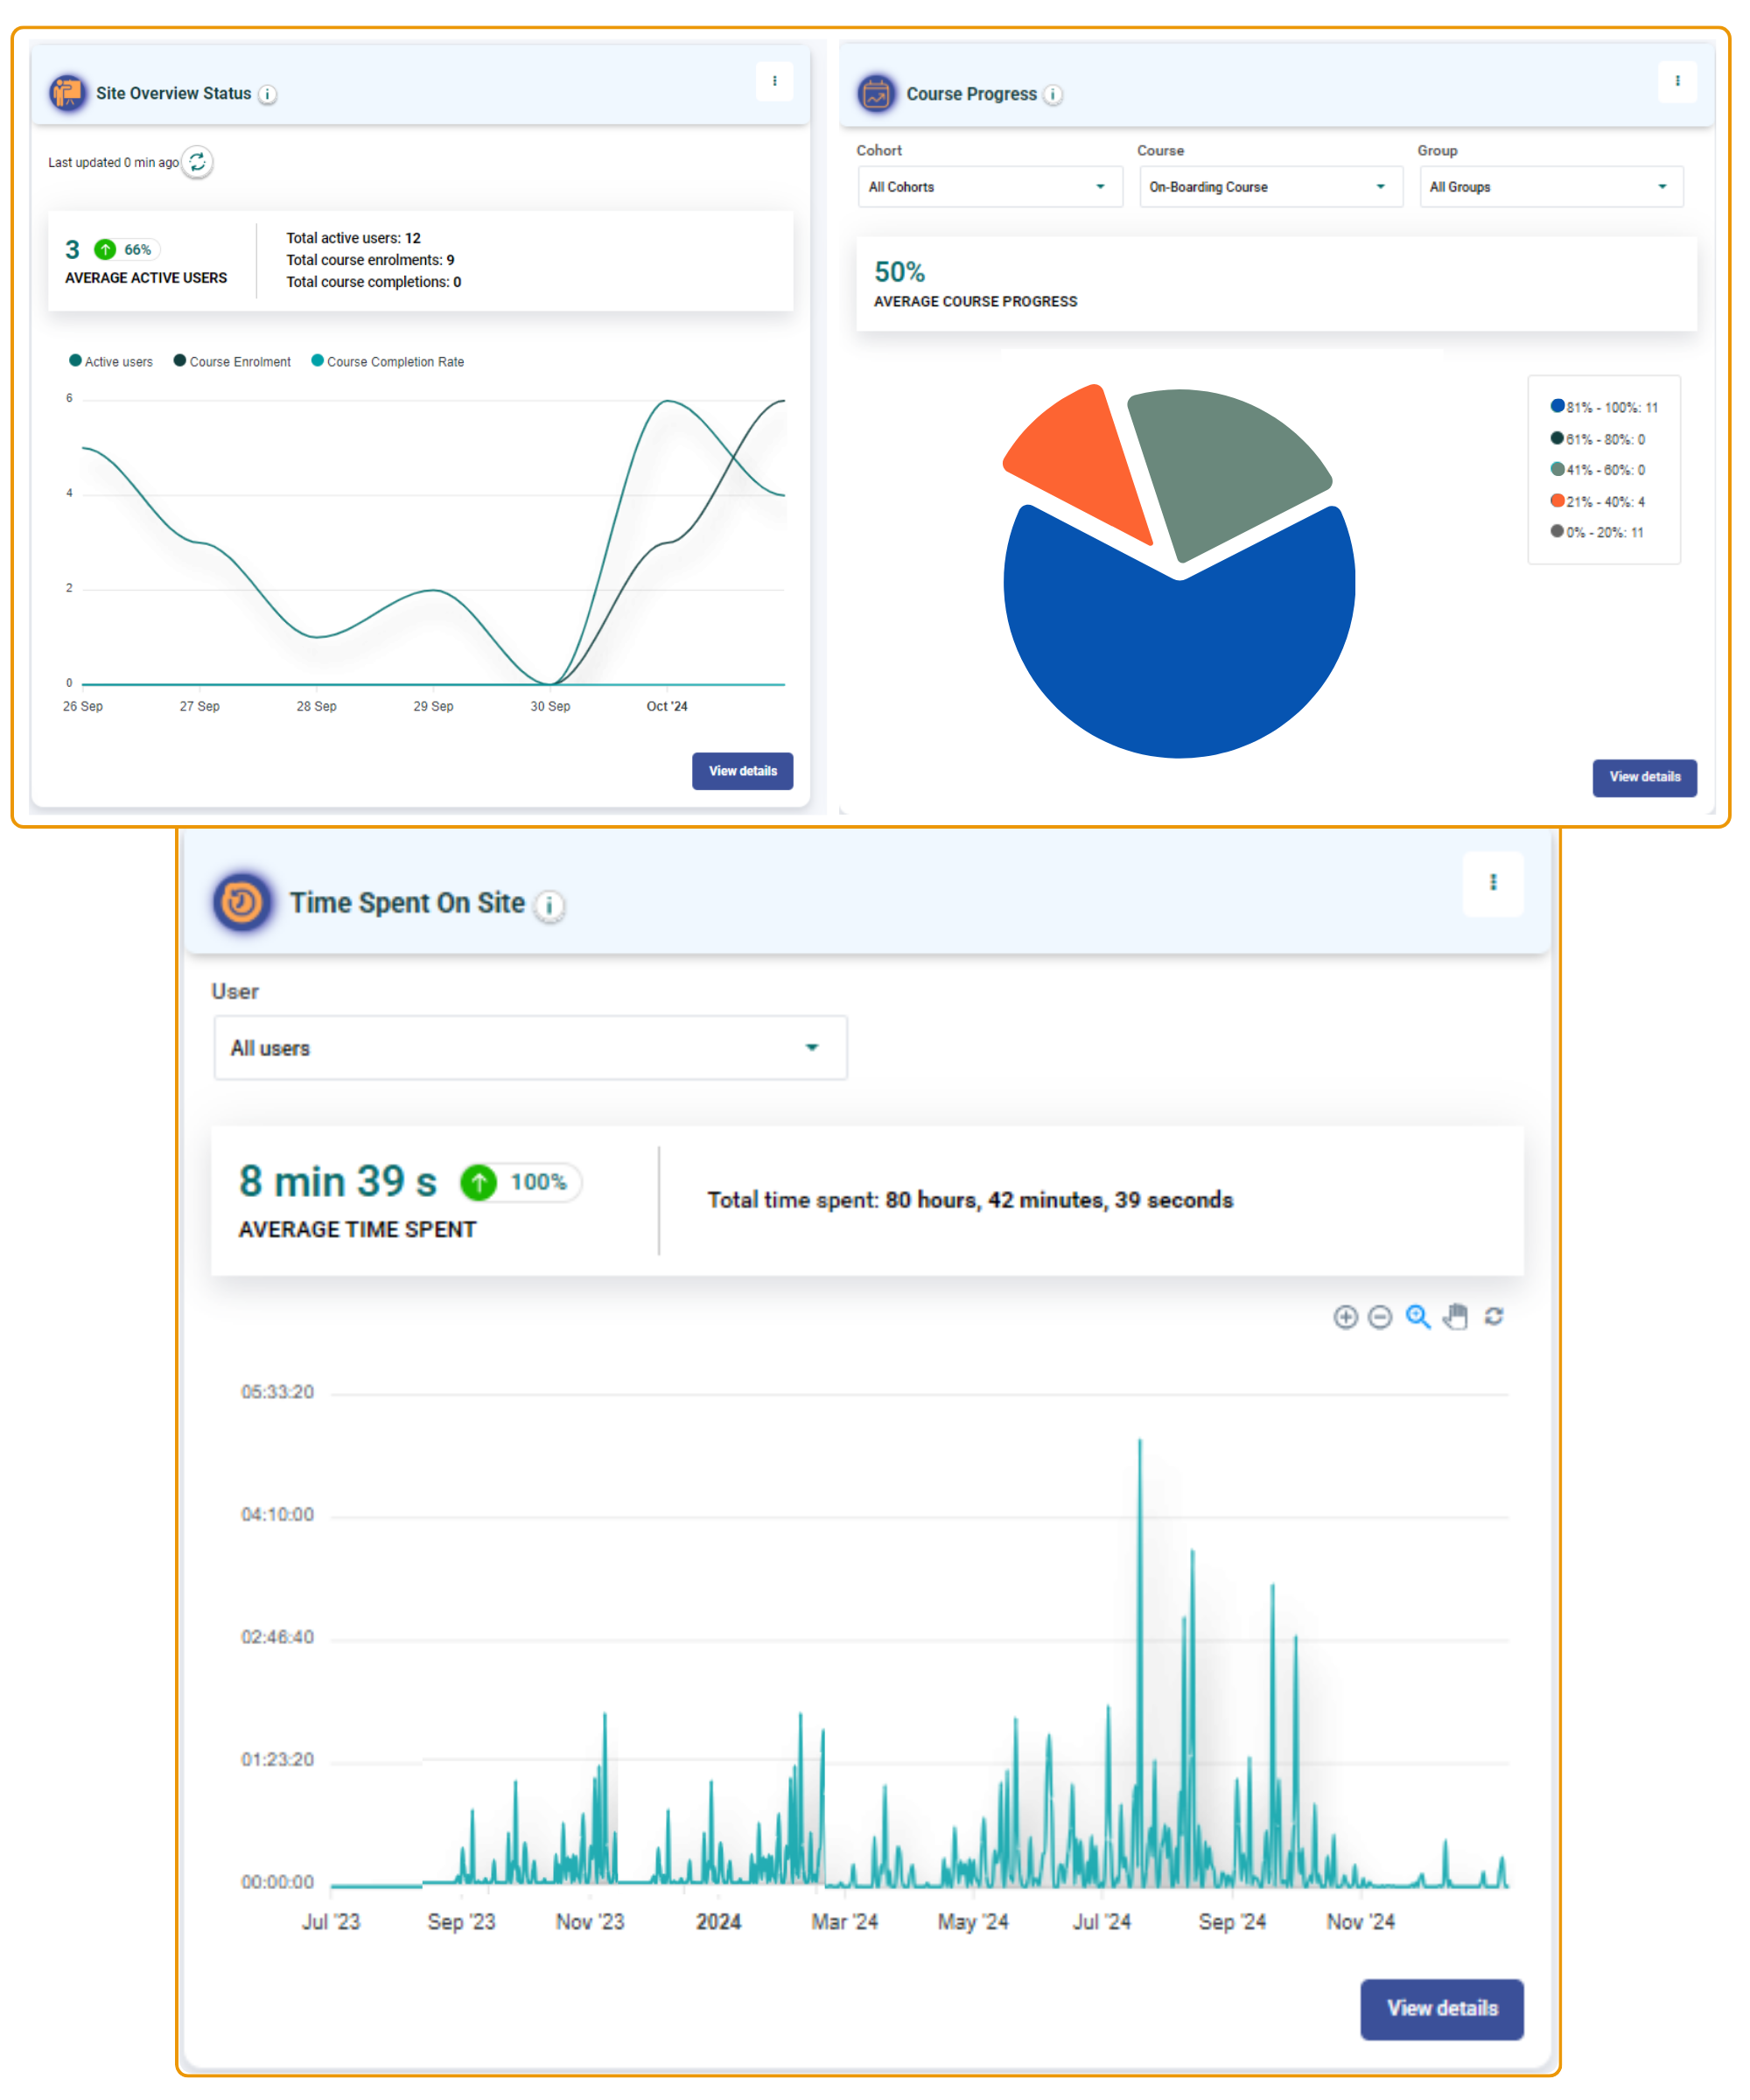 Site Overview Status
Last updated 0 min ago
3 66%
AVERAGE ACTIVE USERS
Total active users: 12
Total course enrolments: 9
Total course completions: 0
Active users Course Enrolment Course Completion Rate
6
4
2
0
26 Sep 27 Sep 28 Sep 29 Sep 30 Sep Oct '24
View details
Course Progress
Cohort Course Group
All Cohorts On-Boarding Course All Groups
50%
AVERAGE COURSE PROGRESS
81% - 100%: 11
61% - 80%: 0
41% - 60%: 0
21% - 40%: 4
0% - 20%: 11
View details
Time Spent On Site
User
All users
8 min 39 s 100%
AVERAGE TIME SPENT
Total time spent: 80 hours, 42 minutes, 39 seconds
05:33:20
04:10:00
02:46:40
01:23:20
00:00:00
Jul '23 Sep '23 Nov '23 2024 Mar '24 May '24 Jul '24 Sep '24 Nov '24
View details